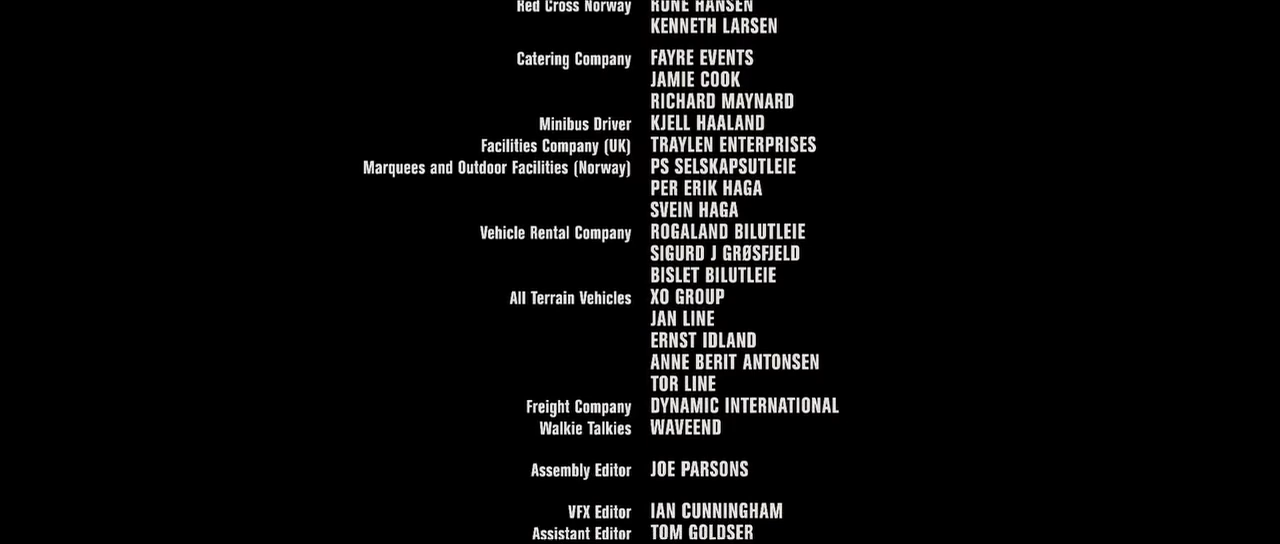 Red Cross Norway RUNE HANSEN
KENNETH LARSEN
Catering Company FAYRE EVENTS
JAMIE COOK
RICHARD MAYNARD
Minibus Driver KJELL HAALAND
Facilities Company (UK) TRAYLEN ENTERPRISES
Marquees and Outdoor Facilities (Norway) PS SELSKAPSUTLEIE
PER ERIK HAGA
SVEIN HAGA
Vehicle Rental Company ROGALAND BILUTLEIE
SIGURD J GRØSFJELD
BISLET BILUTLEIE
All Terrain Vehicles XO GROUP
JAN LINE
ERNST IDLAND
ANNE BERIT ANTONSEN
TOR LINE
Freight Company DYNAMIC INTERNATIONAL
Walkie Talkies WAVEEND
Assembly Editor JOE PARSONS
VFX Editor IAN CUNNINGHAM
Assistant Editor TOM GOLDSER